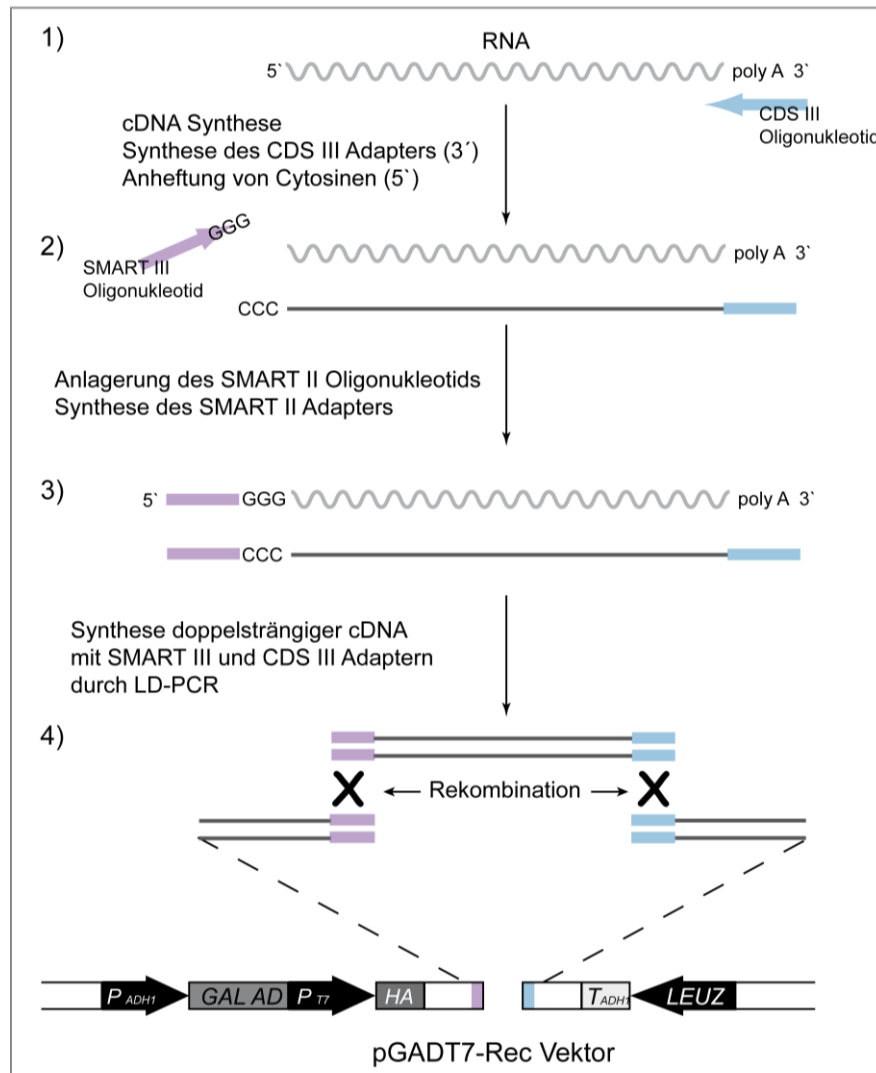 1)
RNA
5` poly A 3`
CDS III
Oligonukleotid
cDNA Synthese
Synthese des CDS III Adapters (3´)
Anheftung von Cytosinen (5`)
2)
GGG
SMART III
Oligonukleotid
poly A 3`
CCC
Anlagerung des SMART II Oligonukleotids
Synthese des SMART II Adapters
3)
5` GGG poly A 3`
CCC
Synthese doppelsträngiger cDNA
mit SMART III und CDS III Adaptern
durch LD-PCR
4)
Rekombination
P ADH1 GAL AD P T7 HA TADH1 LEUZ
pGADT7-Rec Vektor